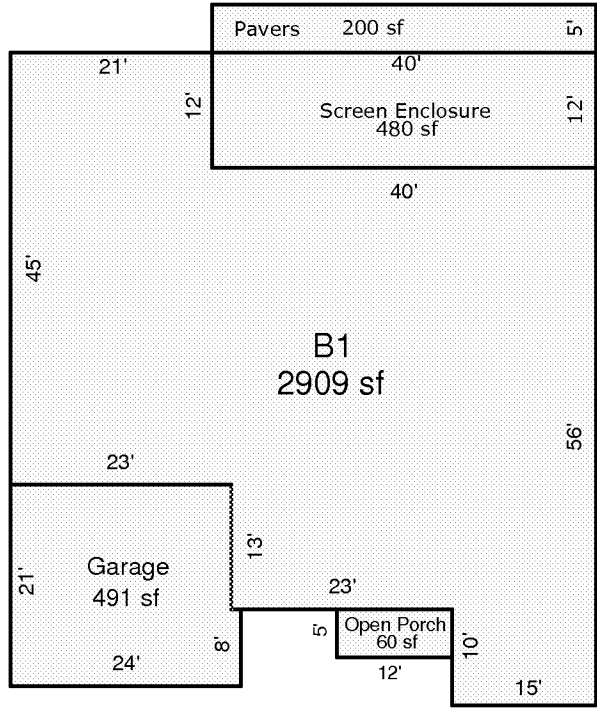 Pavers 200 sf
5'
21'
40'
12'
Screen Enclosure
480 sf
12'
40'
45'
B1
2909 sf
56'
23'
13'
Garage
491 sf
21'
23'
8'
5'
Open Porch
60 sf
10'
24'
12'
15'